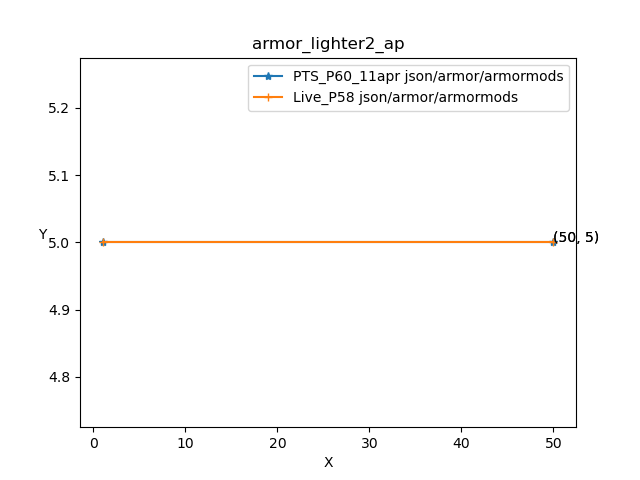 armor_lighter2_ap
PTS_P60_11apr json/armor/armormods
Live_P58 json/armor/armormods
5.2
5.1
Y
5.0
(50, 5)
4.9
4.8
0 10 20 30 40 50
X